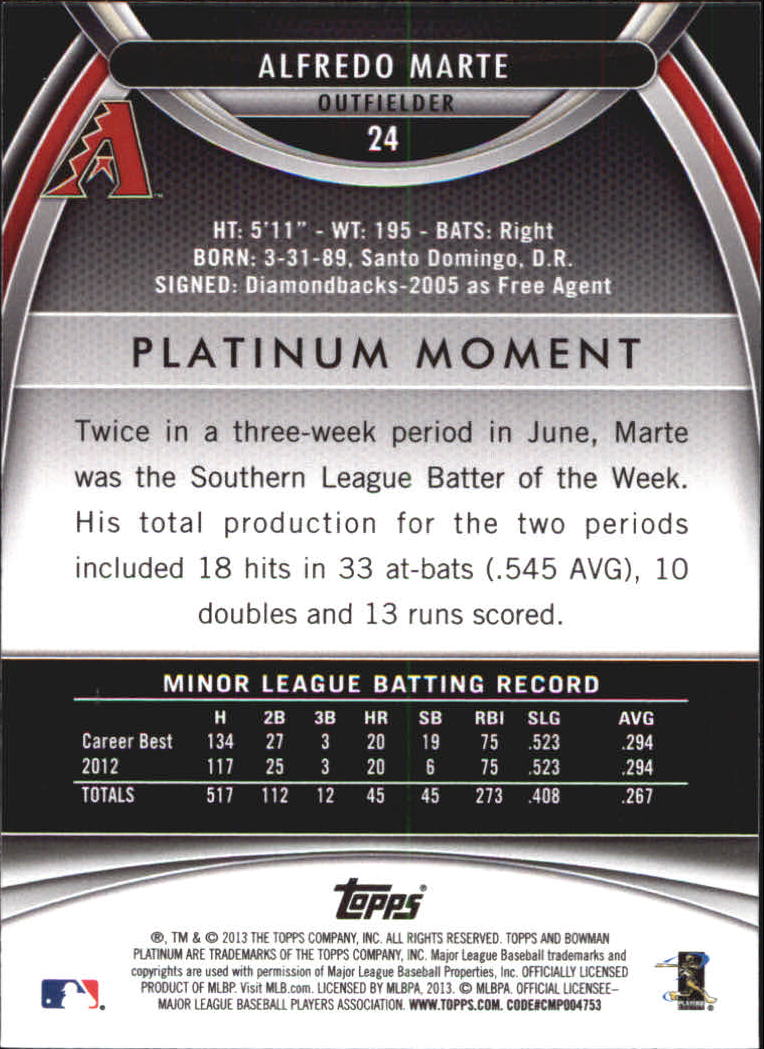 ALFREDO MARTE
OUTFIELDER
24
A
HT: 5'11" - WT: 195 - BATS: Right
BORN: 3-31-89, Santo Domingo, D.R.
SIGNED: Diamondbacks-2005 as Free Agent
PLATINUM MOMENT
Twice in a three-week period in June, Marte
was the Southern League Batter of the Week.
His total production for the two periods
included 18 hits in 33 at-bats (.545 AVG), 10
doubles and 13 runs scored.
MINOR LEAGUE BATTING RECORD
H 2B 3B HR SB RBI SLG AVG
Career Best 134 27 3 20 19 75 .523 .294
2012 117 25 3 20 6 75 .523 .294
TOTALS 517 112 12 45 45 273 .408 .267
topps®
®, TM & © 2013 THE TOPPS COMPANY, INC. ALL RIGHTS RESERVED. TOPPS AND BOWMAN
PLATINUM ARE TRADEMARKS OF THE TOPPS COMPANY, INC. Major League Baseball trademarks and
copyrights are used with permission of Major League Baseball Properties, Inc. OFFICIALLY LICENSED
PRODUCT OF MLBP. Visit MLB.com. LICENSED BY MLBPA, 2013. © MLBPA. OFFICIAL LICENSEE–
MAJOR LEAGUE BASEBALL PLAYERS ASSOCIATION. WWW.TOPPS.COM. CODE#CMP004753